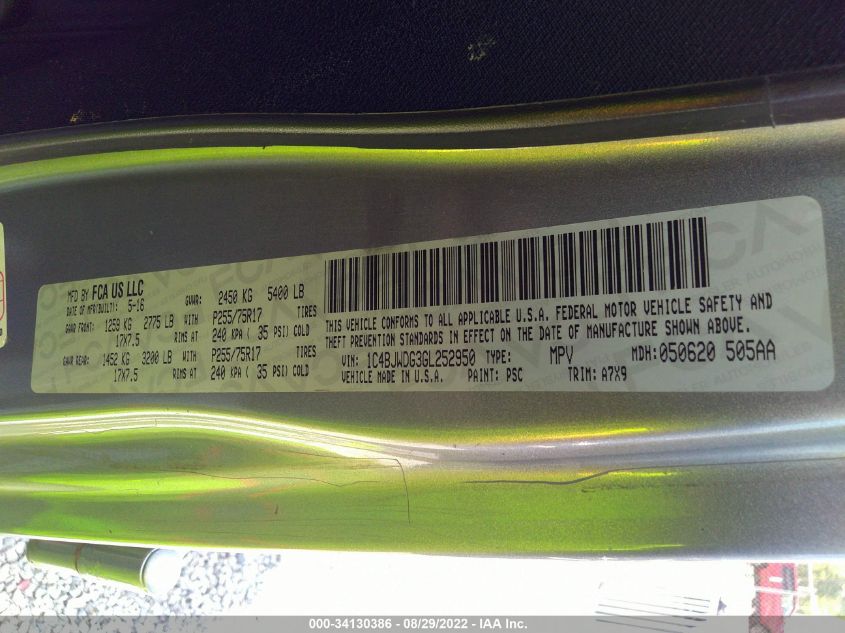 MFD BY FCA US LLC
DATE OF MFR(BUILT): 5-16 GVWR: 2450 KG 5400 LB
GAWR FRONT: 1259 KG 2775 LB WITH P255/75R17 TIRES
17X7.5 RIMS AT 240 KPA ( 35 PSI) COLD
GAWR REAR: 1452 KG 3200 LB WITH P255/75R17 TIRES
17X7.5 RIMS AT 240 KPA ( 35 PSI) COLD
THIS VEHICLE CONFORMS TO ALL APPLICABLE U.S.A. FEDERAL MOTOR VEHICLE SAFETY AND
THEFT PREVENTION STANDARDS IN EFFECT ON THE DATE OF MANUFACTURE SHOWN ABOVE.
VIN: 1C4BJWDG3GL252950 TYPE: MPV MDH: 050620 505AA
VEHICLE MADE IN U.S.A. PAINT: PSC TRIM: A7X9
000-34130386 - 08/29/2022 - IAA Inc.